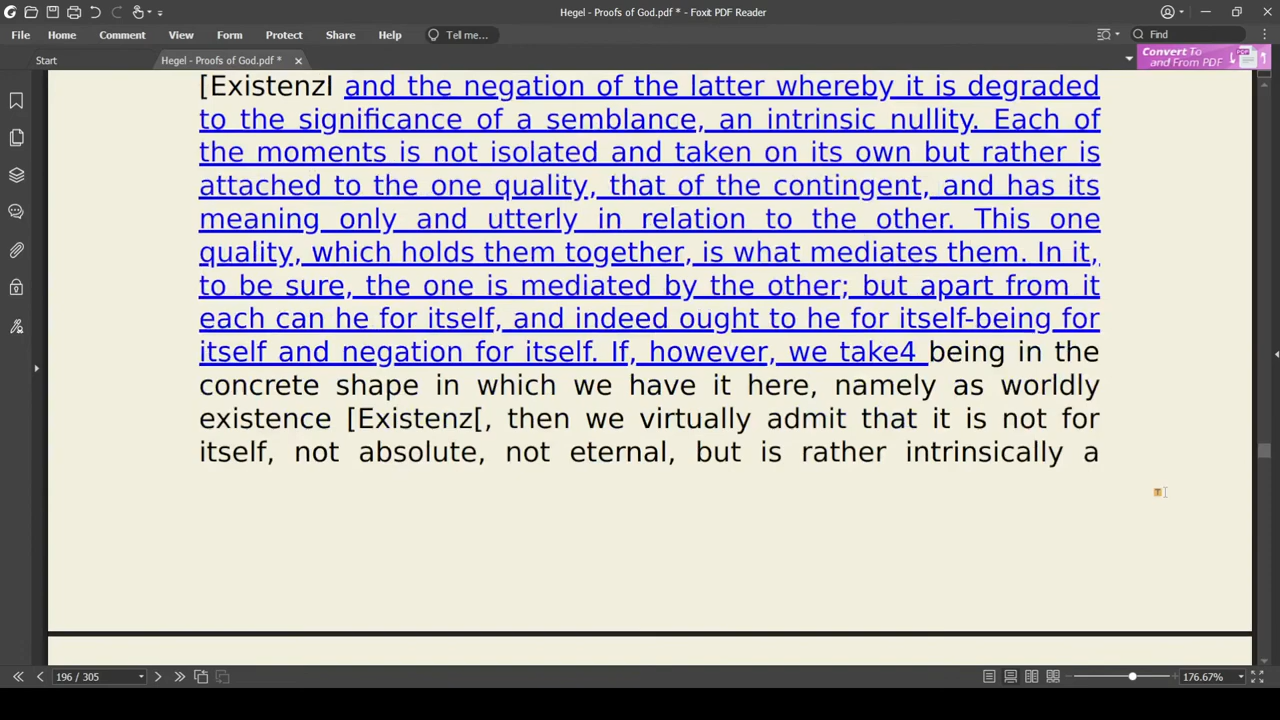 Hegel - Proofs of God.pdf * - Foxit PDF Reader
File Home Comment View Form Protect Share Help Tell me... Find
Start Hegel - Proofs of God.pdf * Convert To and From PDF PDF
[ExistenzI and the negation of the latter whereby it is degraded
to the significance of a semblance, an intrinsic nullity. Each of
the moments is not isolated and taken on its own but rather is
attached to the one quality, that of the contingent, and has its
meaning only and utterly in relation to the other. This one
quality, which holds them together, is what mediates them. In it,
to be sure, the one is mediated by the other; but apart from it
each can he for itself, and indeed ought to he for itself-being for
itself and negation for itself. If, however, we take4 being in the
concrete shape in which we have it here, namely as worldly
existence [Existenz[, then we virtually admit that it is not for
itself, not absolute, not eternal, but is rather intrinsically a
196 / 305 176.67%